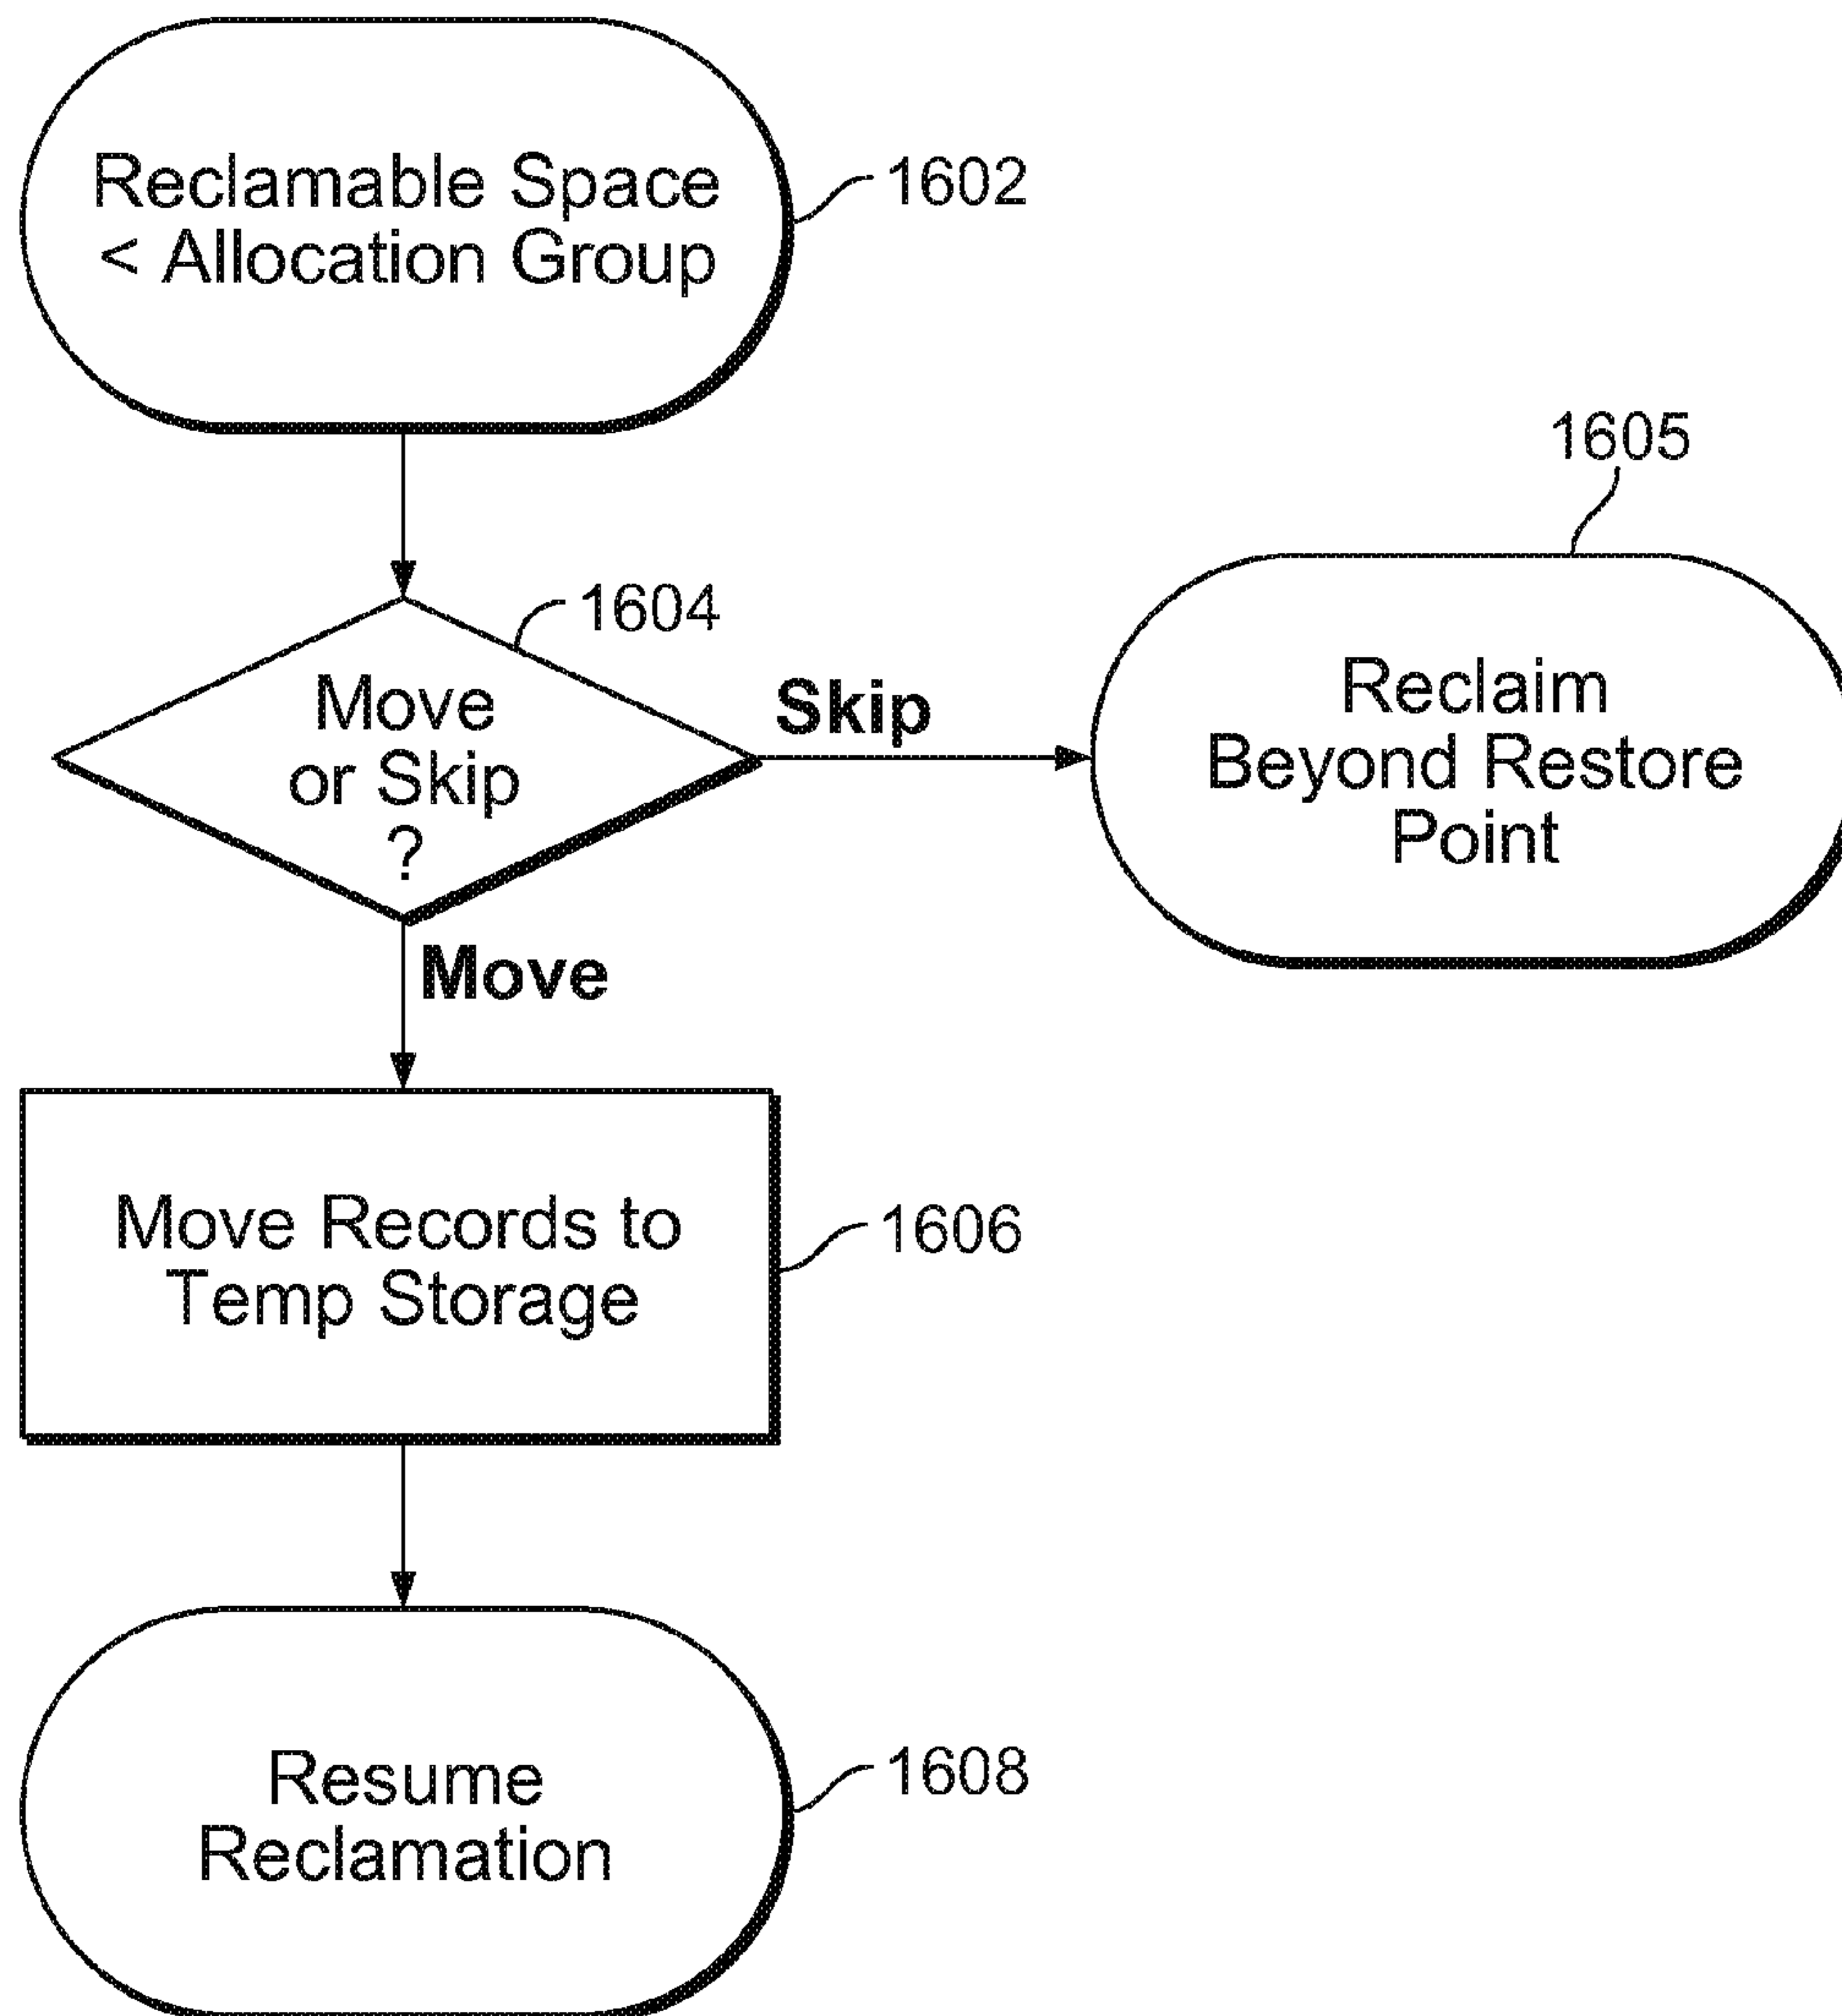 Reclamable Space
< Allocation Group
1602
1604
Move
or Skip
?
Skip
1605
Reclaim
Beyond Restore
Point
Move
Move Records to
Temp Storage
1606
Resume
Reclamation
1608